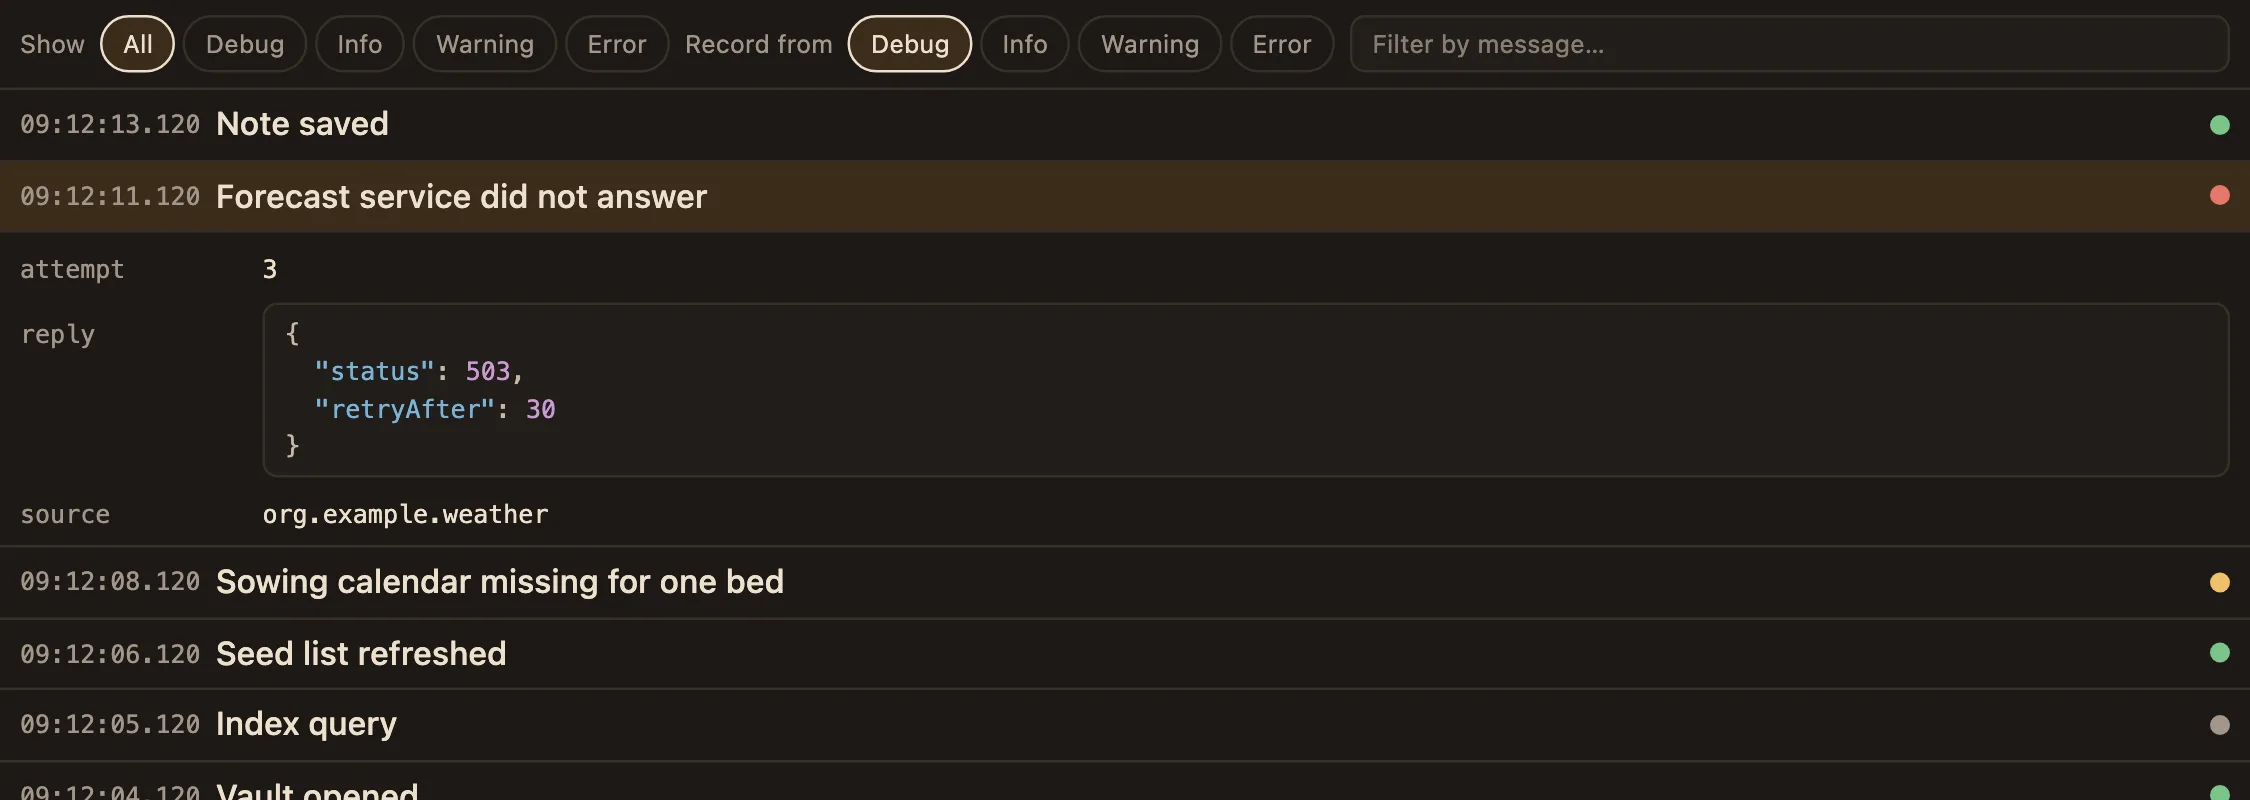 Show All Debug Info Warning Error Record from Debug Info Warning Error Filter by message...
09:12:13.120 Note saved
09:12:11.120 Forecast service did not answer
attempt 3
reply {
"status": 503,
"retryAfter": 30
}
source org.example.weather
09:12:08.120 Sowing calendar missing for one bed
09:12:06.120 Seed list refreshed
09:12:05.120 Index query
09:12:04.120 Vault opened